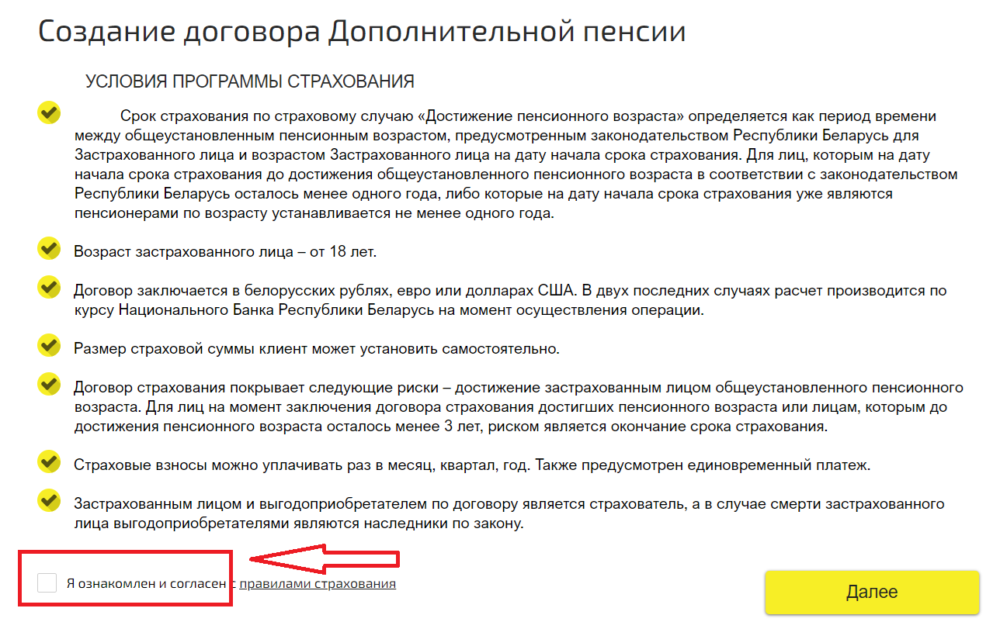 Создание договора Дополнительной пенсии
УСЛОВИЯ ПРОГРАММЫ СТРАХОВАНИЯ
Срок страхования по страховому случаю «Достижение пенсионного возраста» определяется как период времени
между общеустановленным пенсионным возрастом, предусмотренным законодательством Республики Беларусь для
Застрахованного лица и возрастом Застрахованного лица на дату начала срока страхования. Для лиц, которым на дату
начала срока страхования до достижения общеустановленного пенсионного возраста в соответствии с законодательством
Республики Беларусь осталось менее одного года, либо которые на дату начала срока страхования уже являются
пенсионерами по возрасту устанавливается не менее одного года.
Возраст застрахованного лица – от 18 лет.
Договор заключается в белорусских рублях, евро или долларах США. В двух последних случаях расчет производится по
курсу Национального Банка Республики Беларусь на момент осуществления операции.
Размер страховой суммы клиент может установить самостоятельно.
Договор страхования покрывает следующие риски – достижение застрахованным лицом общеустановленного пенсионного
возраста. Для лиц на момент заключения договора страхования достигших пенсионного возраста или лицам, которым до
достижения пенсионного возраста осталось менее 3 лет, риском является окончание срока страхования.
Страховые взносы можно уплачивать раз в месяц, квартал, год. Также предусмотрен единовременный платеж.
Застрахованным лицом и выгодоприобретателем по договору является страхователь, а в случае смерти застрахованного
лица выгодоприобретателями являются наследники по закону.
Я ознакомлен и согласен с правилами страхования
Далее